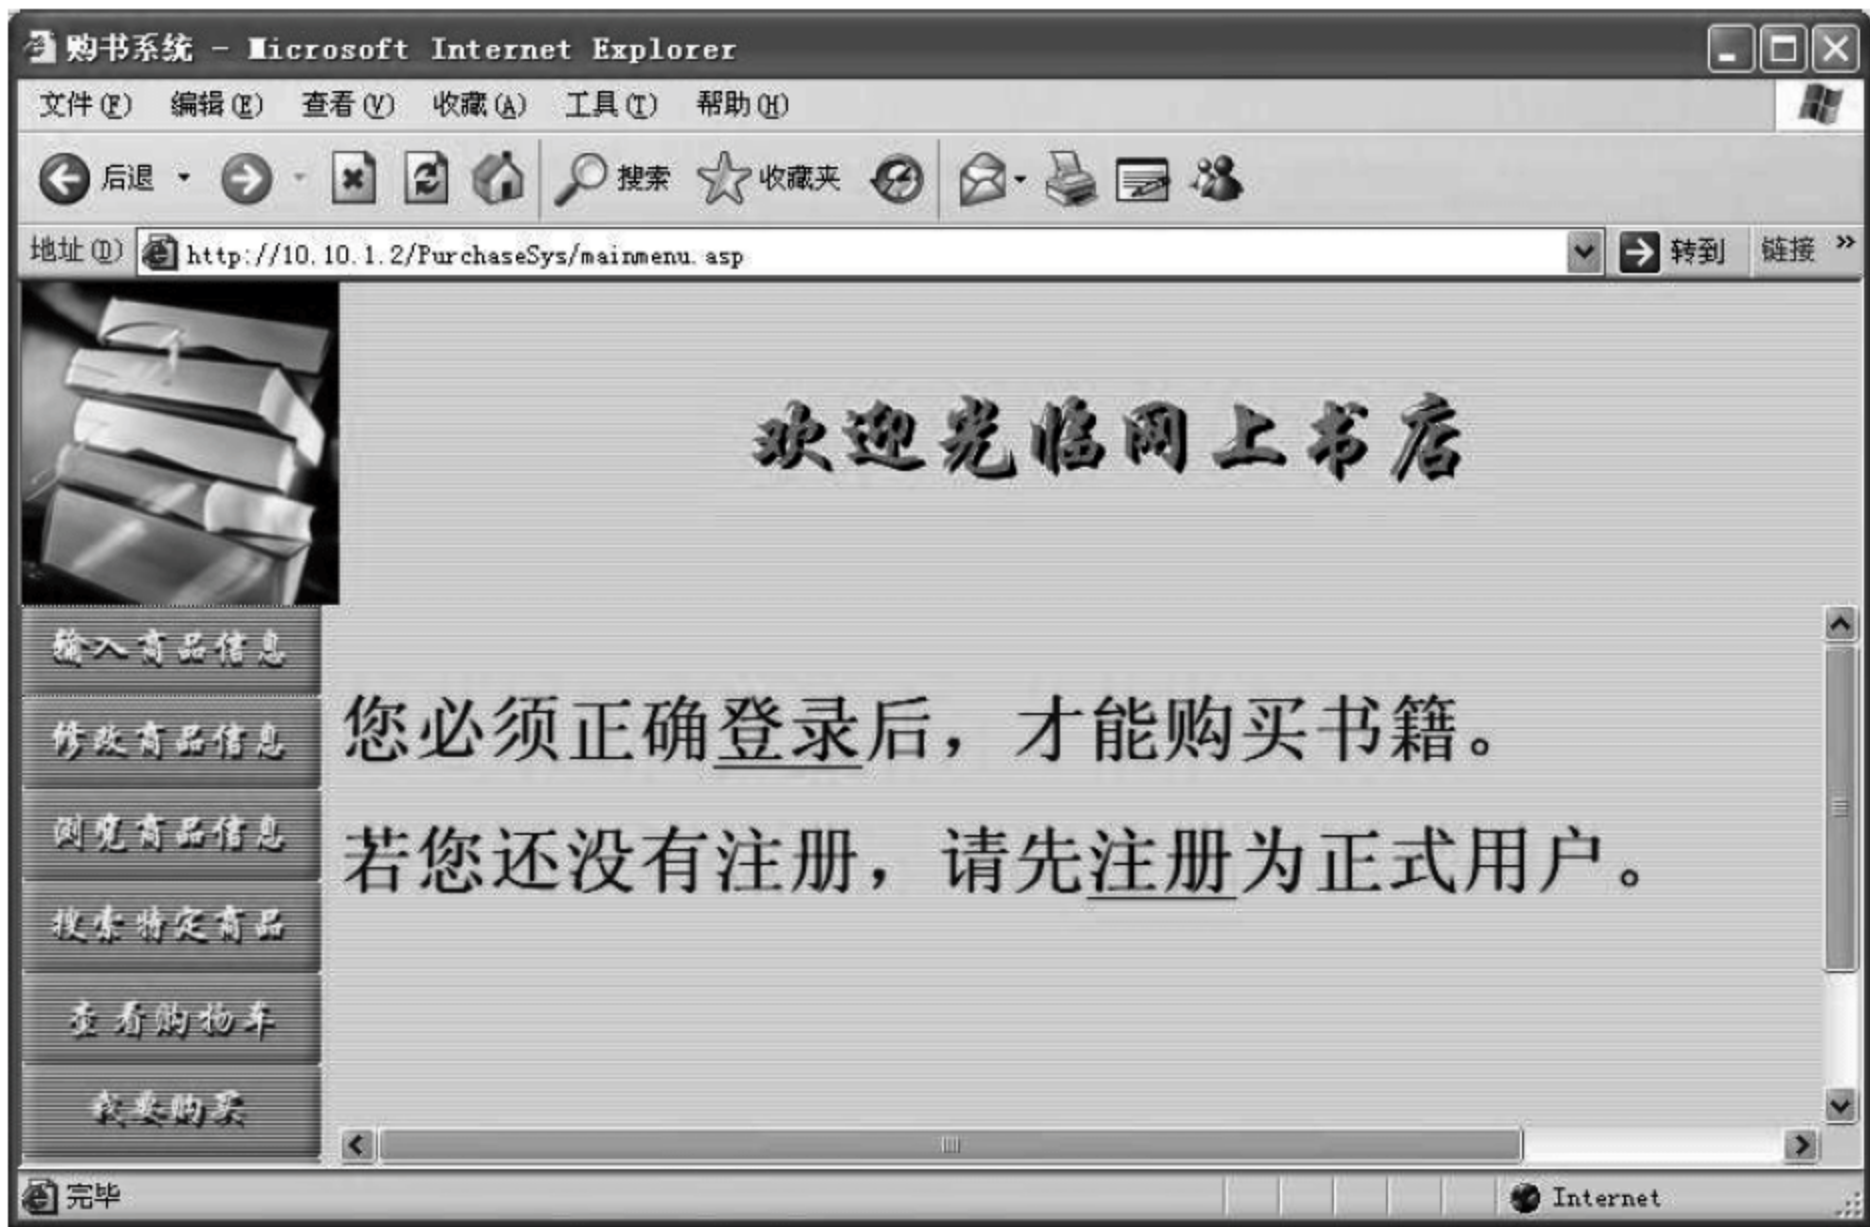 购书系统 - Microsoft Internet Explorer
文件(F) 编辑(E) 查看(V) 收藏(A) 工具(T) 帮助(H)
后退 搜索 收藏夹
地址(D) http://10.10.1.2/PurchaseSys/mainmenu.asp 转到 链接 »
欢迎光临网上书店
输入商品信息
修改商品信息
浏览商品信息
搜索特定商品
查看购物车
我要购买
您必须正确登录后，才能购买书籍。
若您还没有注册，请先注册为正式用户。
完毕 Internet